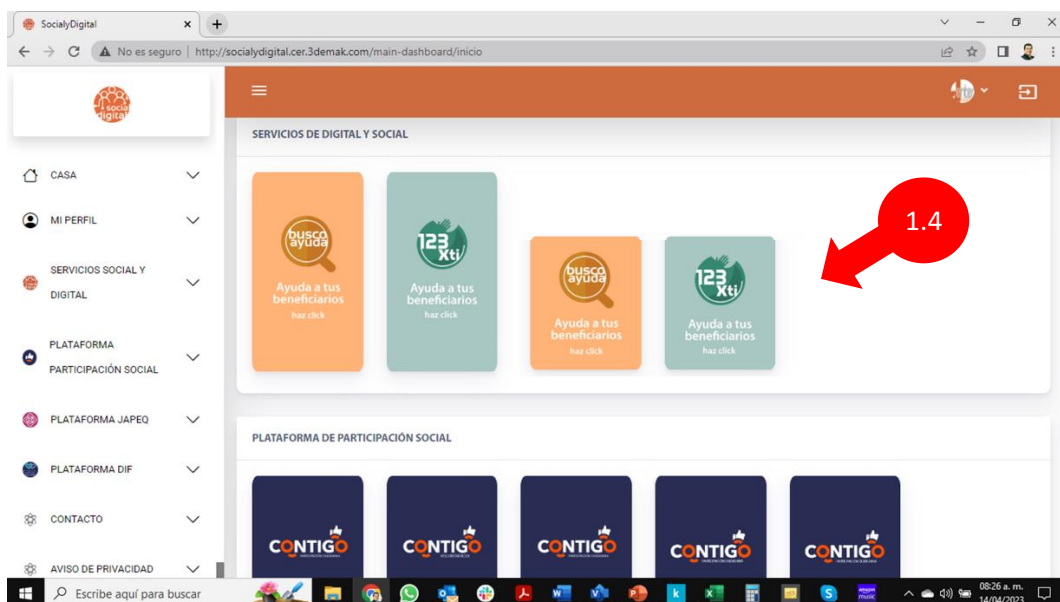 SocialyDigital
No es seguro | http://socialydigital.cer.3demak.com/main-dashboard/inicio
social
digital
SERVICIOS DE DIGITAL Y SOCIAL
CASA
MI PERFIL
SERVICIOS SOCIAL Y
DIGITAL
PLATAFORMA
PARTICIPACIÓN SOCIAL
PLATAFORMA JAPEQ
PLATAFORMA DIF
CONTACTO
AVISO DE PRIVACIDAD
busco
ayuda
Ayuda a tus
beneficiarios
haz click
123
Xti
Ayuda a tus
beneficiarios
haz click
busco
ayuda
Ayuda a tus
beneficiarios
haz click
123
Xti
Ayuda a tus
beneficiarios
haz click
1.4
PLATAFORMA DE PARTICIPACIÓN SOCIAL
CONTIGO
CONTIGO
CONTIGO
CONTIGO
CONTIGO
Escribe aquí para buscar
amazon
music
08:26 a. m.
14/04/2023